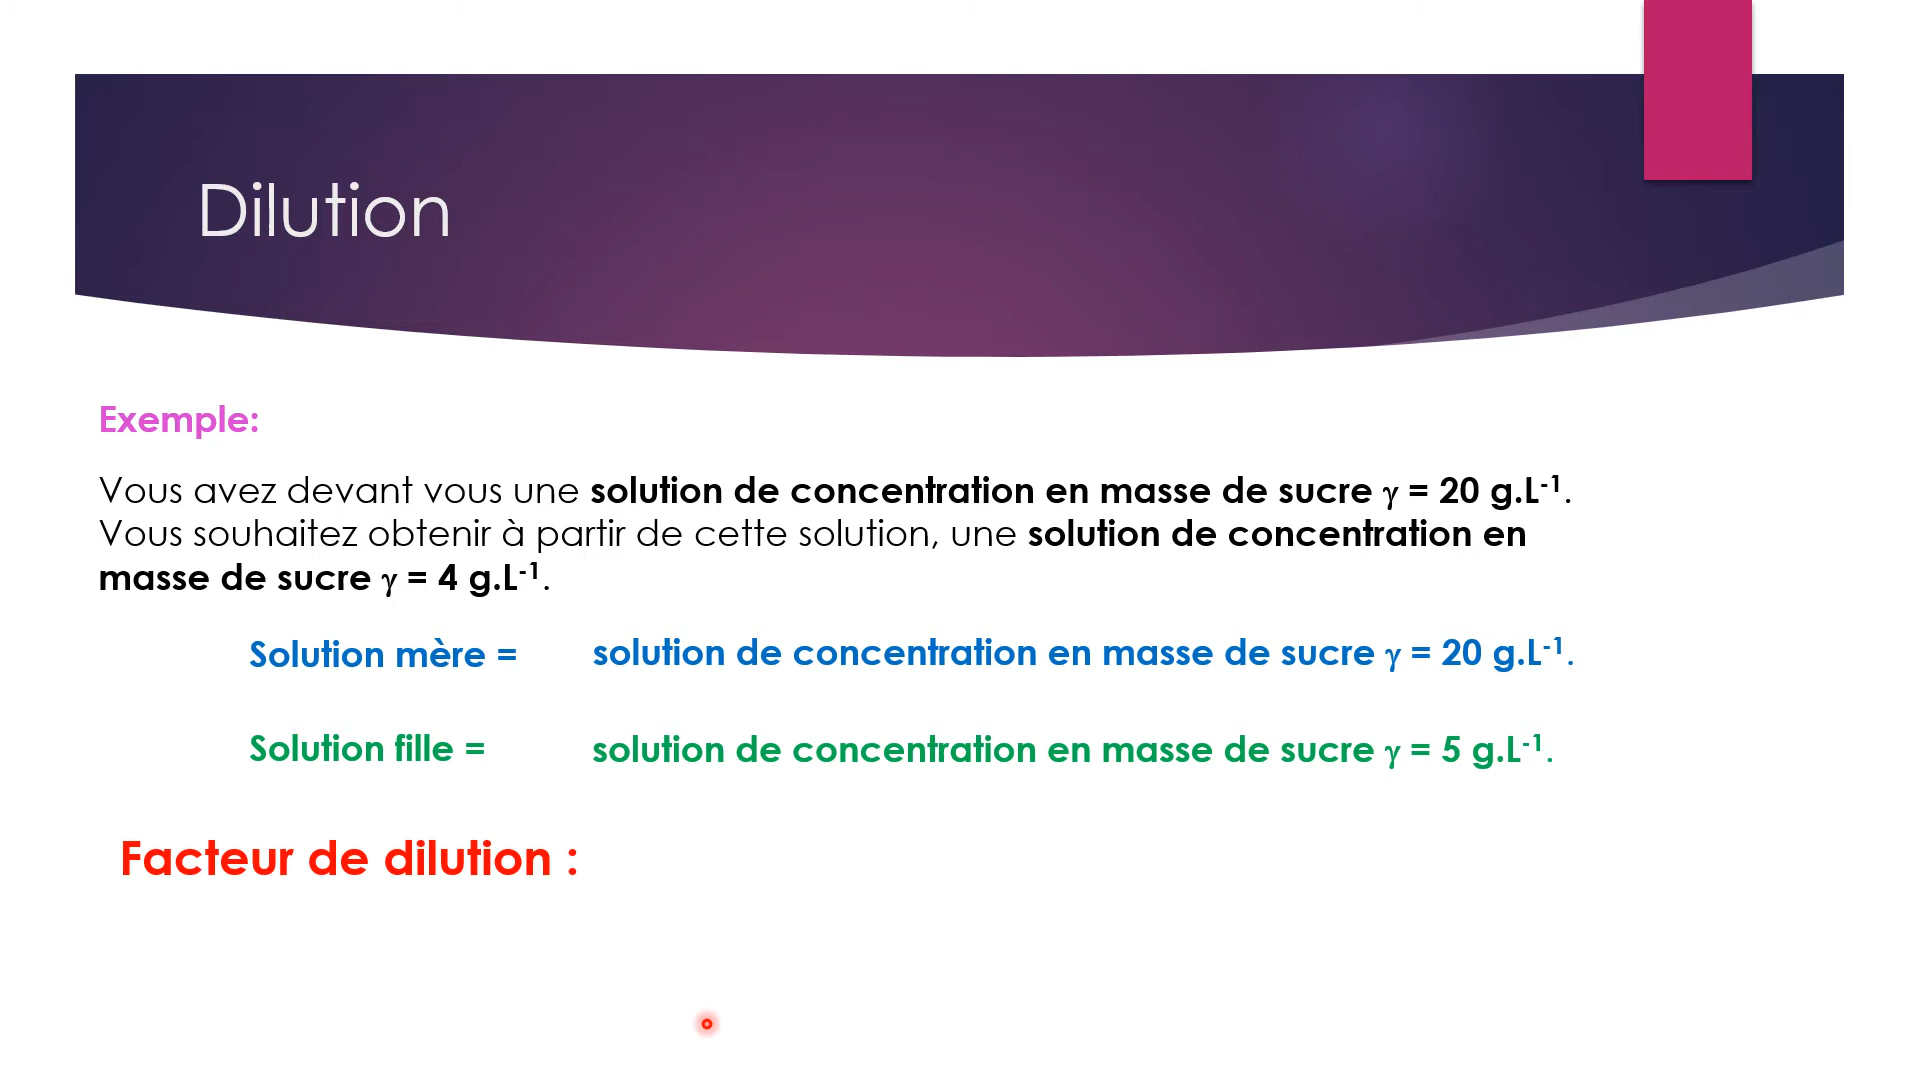 Dilution
Exemple:
Vous avez devant vous une solution de concentration en masse de sucre γ = 20 g.L⁻¹.
Vous souhaitez obtenir à partir de cette solution, une solution de concentration en
masse de sucre γ = 4 g.L⁻¹.
Solution mère = solution de concentration en masse de sucre γ = 20 g.L⁻¹.
Solution fille = solution de concentration en masse de sucre γ = 5 g.L⁻¹.
Facteur de dilution :